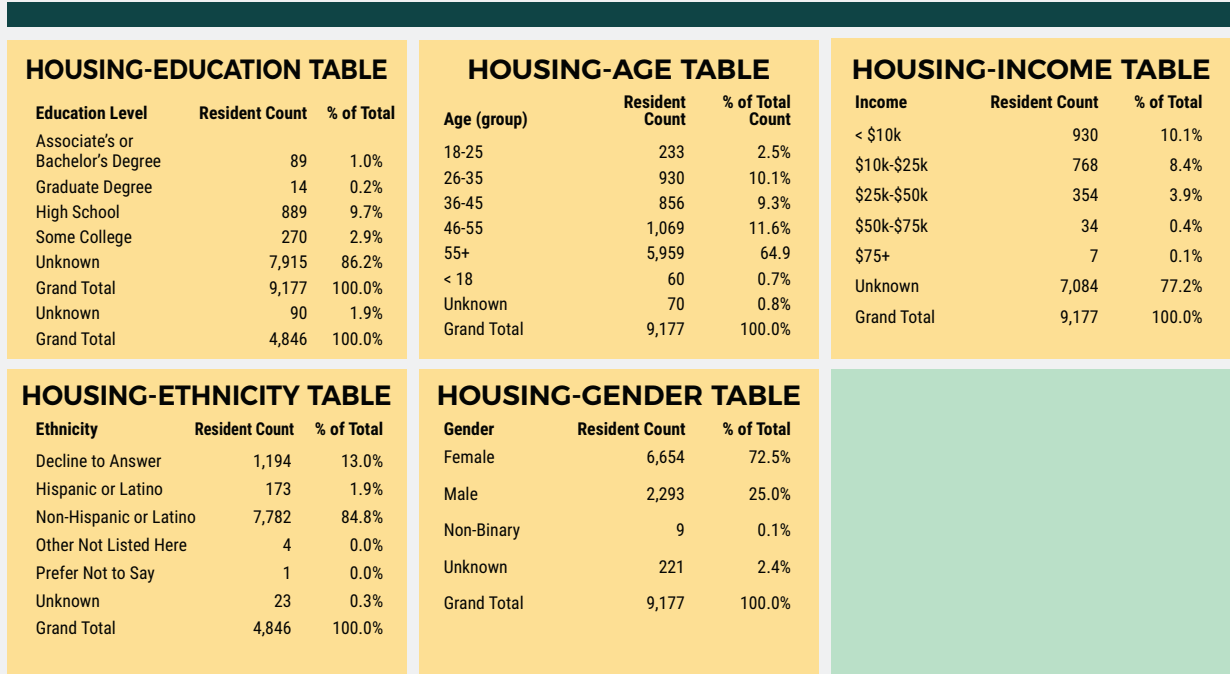 HOUSING-EDUCATION TABLE
Education Level Resident Count % of Total
Associate's or
Bachelor's Degree 89 1.0%
Graduate Degree 14 0.2%
High School 889 9.7%
Some College 270 2.9%
Unknown 7,915 86.2%
Grand Total 9,177 100.0%
Unknown 90 1.9%
Grand Total 4,846 100.0%
HOUSING-AGE TABLE
Resident % of Total
Age (group) Count Count
18-25 233 2.5%
26-35 930 10.1%
36-45 856 9.3%
46-55 1,069 11.6%
55+ 5,959 64.9
< 18 60 0.7%
Unknown 70 0.8%
Grand Total 9,177 100.0%
HOUSING-INCOME TABLE
Income Resident Count % of Total
< $10k 930 10.1%
$10k-$25k 768 8.4%
$25k-$50k 354 3.9%
$50k-$75k 34 0.4%
$75+ 7 0.1%
Unknown 7,084 77.2%
Grand Total 9,177 100.0%
HOUSING-ETHNICITY TABLE
Ethnicity Resident Count % of Total
Decline to Answer 1,194 13.0%
Hispanic or Latino 173 1.9%
Non-Hispanic or Latino 7,782 84.8%
Other Not Listed Here 4 0.0%
Prefer Not to Say 1 0.0%
Unknown 23 0.3%
Grand Total 4,846 100.0%
HOUSING-GENDER TABLE
Gender Resident Count % of Total
Female 6,654 72.5%
Male 2,293 25.0%
Non-Binary 9 0.1%
Unknown 221 2.4%
Grand Total 9,177 100.0%